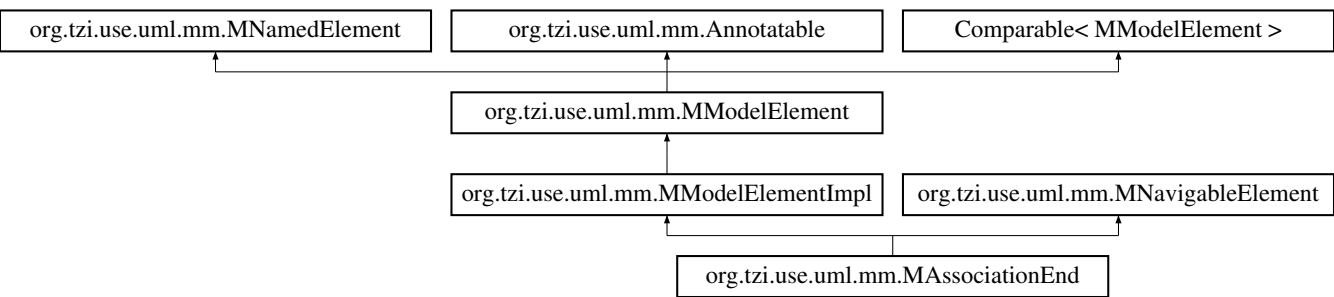 org.tzi.use.uml.mm.MNamedElement
org.tzi.use.uml.mm.Annotatable
Comparable< MModelElement >
org.tzi.use.uml.mm.MModelElement
org.tzi.use.uml.mm.MModelElementImpl
org.tzi.use.uml.mm.MNavigableElement
org.tzi.use.uml.mm.MAssociationEnd